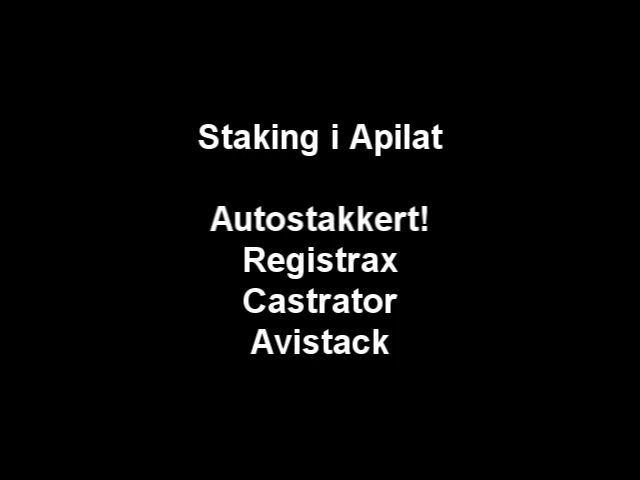 Staking i Apilat
Autostakkert!
Registrax
Castrator
Avistack